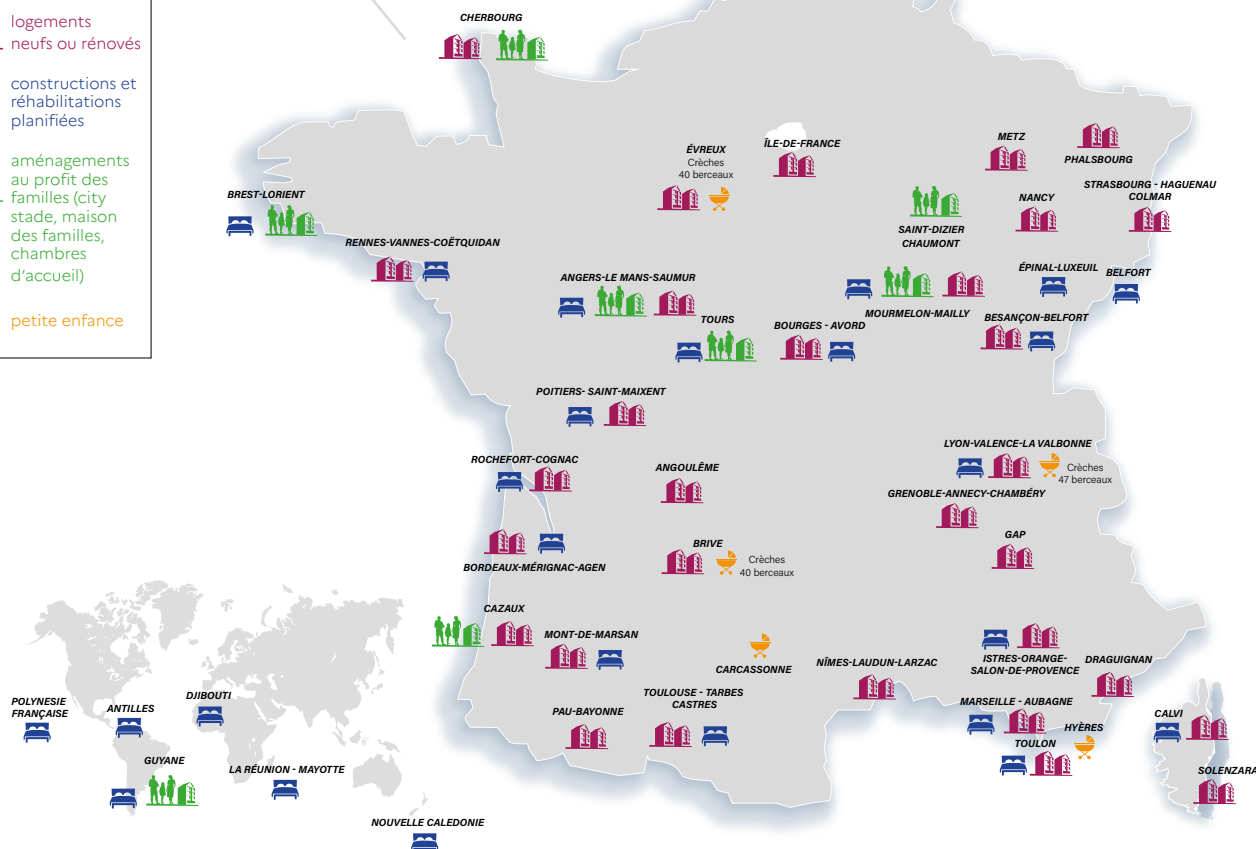 logements
neufs ou rénovés
constructions et
réhabilitations
planifiées
aménagements
au profit des
familles (city
stade, maison
des familles,
chambres
d'accueil)
petite enfance
CHERBOURG
ÉVREUX
Crèches
40 berceaux
ÎLE-DE-FRANCE
METZ
PHALSBOURG
BREST-LORIENT
STRASBOURG - HAGUENAU
COLMAR
NANCY
SAINT-DIZIER
CHAUMONT
RENNES-VANNES-COËTQUIDAN
ANGERS-LE MANS-SAUMUR
ÉPINAL-LUXEUIL
BELFORT
MOURMELON-MAILLY
TOURS
BOURGES - AVORD
BESANÇON-BELFORT
POITIERS- SAINT-MAIXENT
ROCHEFORT-COGNAC
ANGOULÊME
LYON-VALENCE-LA VALBONNE
Crèches
47 berceaux
GRENOBLE-ANNECY-CHAMBÉRY
GAP
BORDEAUX-MÉRIGNAC-AGEN
BRIVE
Crèches
40 berceaux
CAZAUX
MONT-DE-MARSAN
CARCASSONNE
NÎMES-LAUDUN-LARZAC
ISTRES-ORANGE-
SALON-DE-PROVENCE
DRAGUIGNAN
PAU-BAYONNE
TOULOUSE - TARBES
CASTRES
MARSEILLE - AUBAGNE
HYÈRES
TOULON
CALVI
SOLENZARA
POLYNESIE
FRANÇAISE
ANTILLES
DJIBOUTI
GUYANE
LA RÉUNION - MAYOTTE
NOUVELLE CALEDONIE